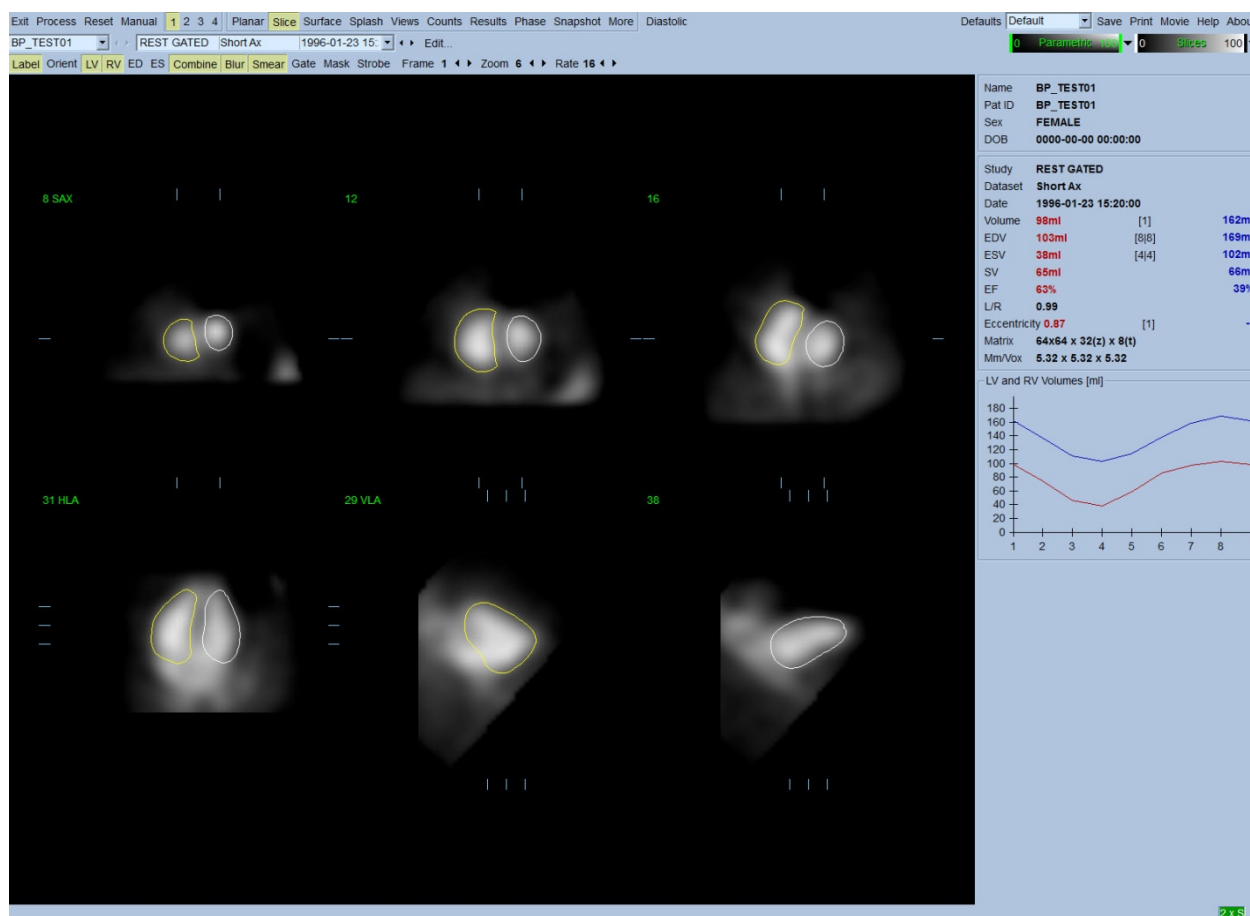 Exit Process Reset Manual 1 2 3 4 Planar Slice Surface Splash Views Counts Results Phase Snapshot More Diastolic Defaults Default Save Print Movie Help Abou
BP_TEST01 REST GATED Short Ax 1996-01-23 15: Edit... 0 Parametric 100 0 Slices 100
Label Orient LV RV ED ES Combine Blur Smear Gate Mask Strobe Frame 1 Zoom 6 Rate 16
Name BP_TEST01
Pat ID BP_TEST01
Sex FEMALE
DOB 0000-00-00 00:00:00
8 SAX 12 16
Study REST GATED
Dataset Short Ax
Date 1996-01-23 15:20:00
Volume 98ml [1] 162m
EDV 103ml [8|8] 169m
ESV 38ml [4|4] 102m
SV 65ml 66m
EF 63% 39%
L/R 0.99
Eccentricity 0.87 [1] -
Matrix 64x64 x 32(z) x 8(t)
Mm/Vox 5.32 x 5.32 x 5.32
LV and RV Volumes [ml]
180
160
140
120
100
80
60
40
20
0
1 2 3 4 5 6 7 8
31 HLA 29 VLA 38
2 x S